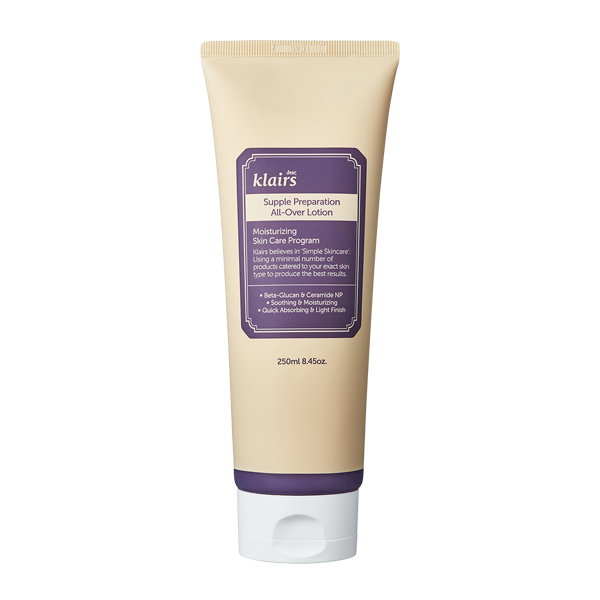 dear,
klairs
Supple Preparation
All-Over Lotion
Moisturizing
Skin Care Program
Klairs believes in 'Simple Skincare':
Using a minimal number of
products catered to your exact skin
type to produce the best results.
• Beta-Glucan & Ceramide NP
• Soothing & Moisturizing
• Quick Absorbing & Light Finish
250ml 8.45oz.